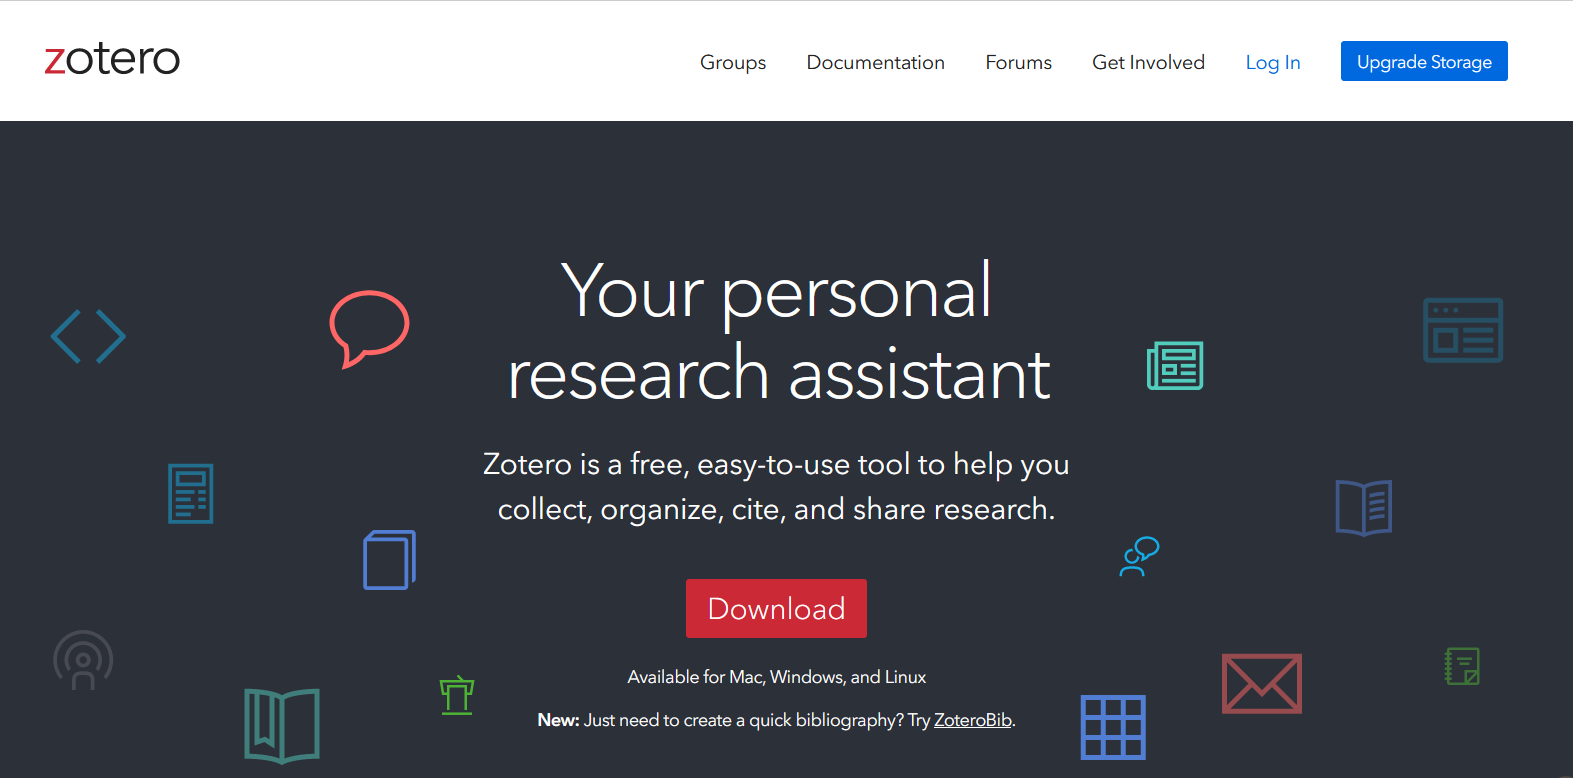 zotero
Groups Documentation Forums Get Involved Log In Upgrade Storage
Your personal
research assistant
Zotero is a free, easy-to-use tool to help you
collect, organize, cite, and share research.
Download
Available for Mac, Windows, and Linux
New: Just need to create a quick bibliography? Try ZoteroBib.